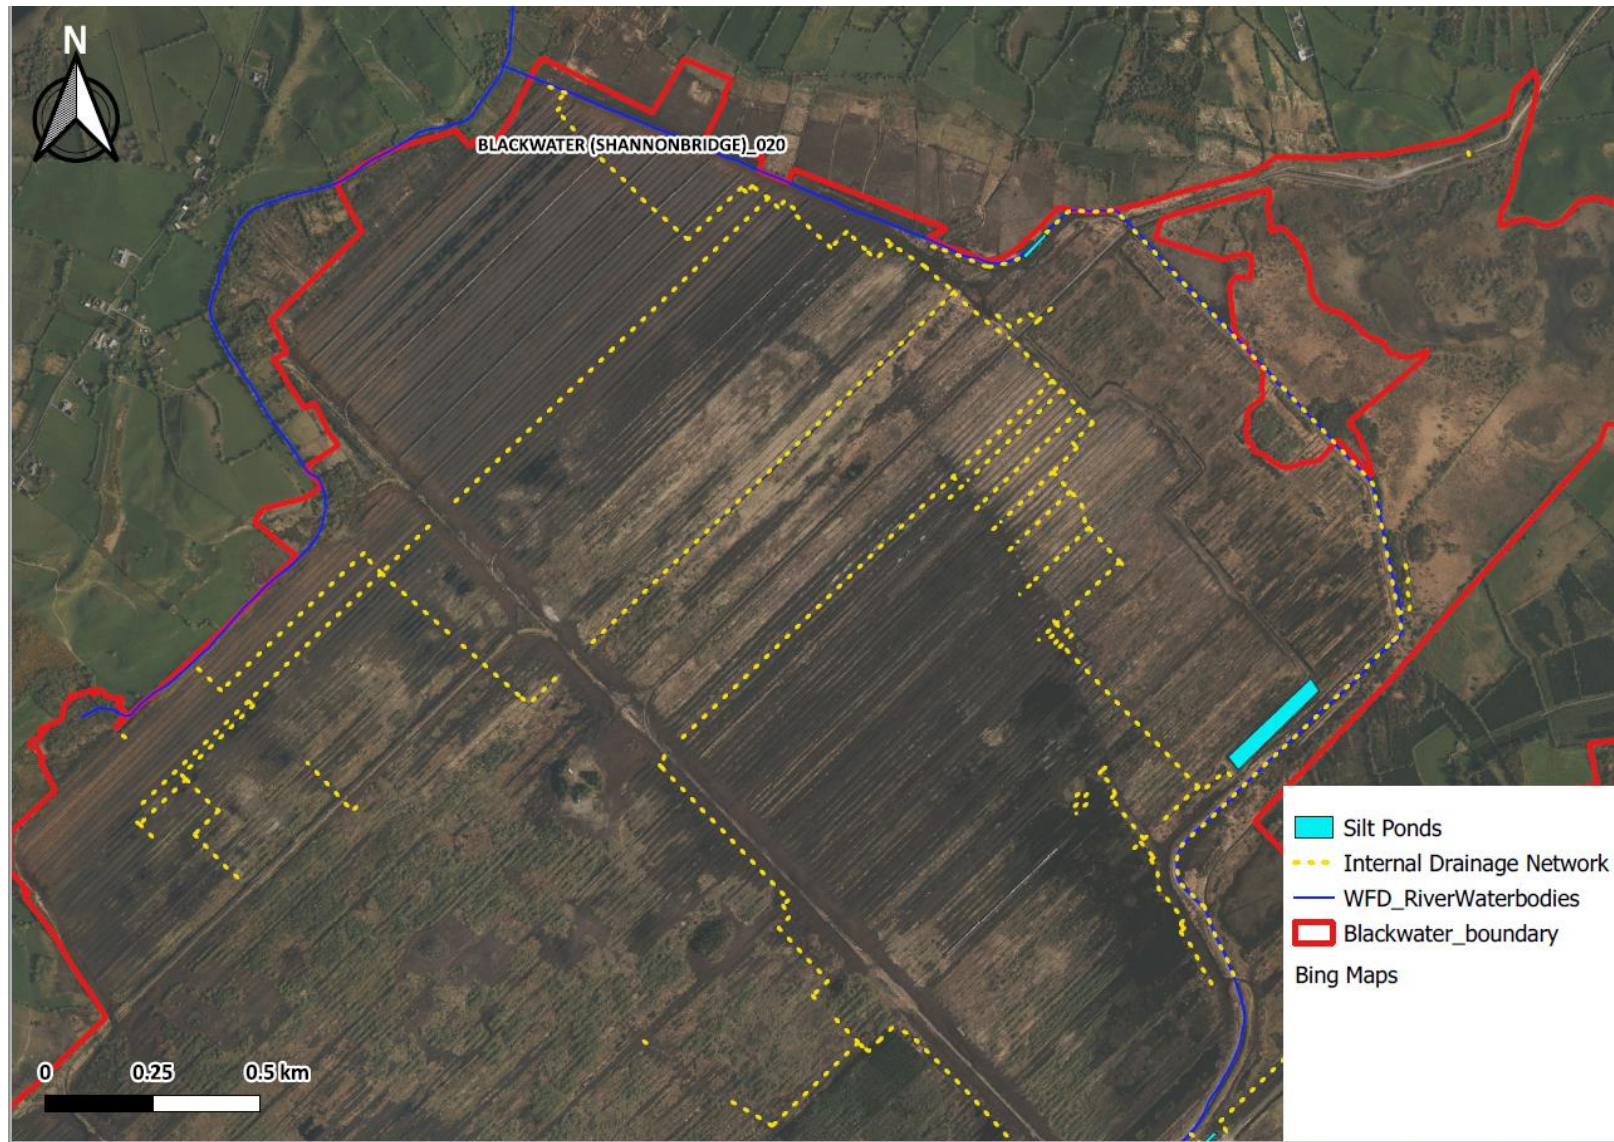 N
BLACKWATER (SHANNONBRIDGE)_020
Silt Ponds
Internal Drainage Network
WFD_RiverWaterbodies
Blackwater_boundary
Bing Maps
0 0.25 0.5 km